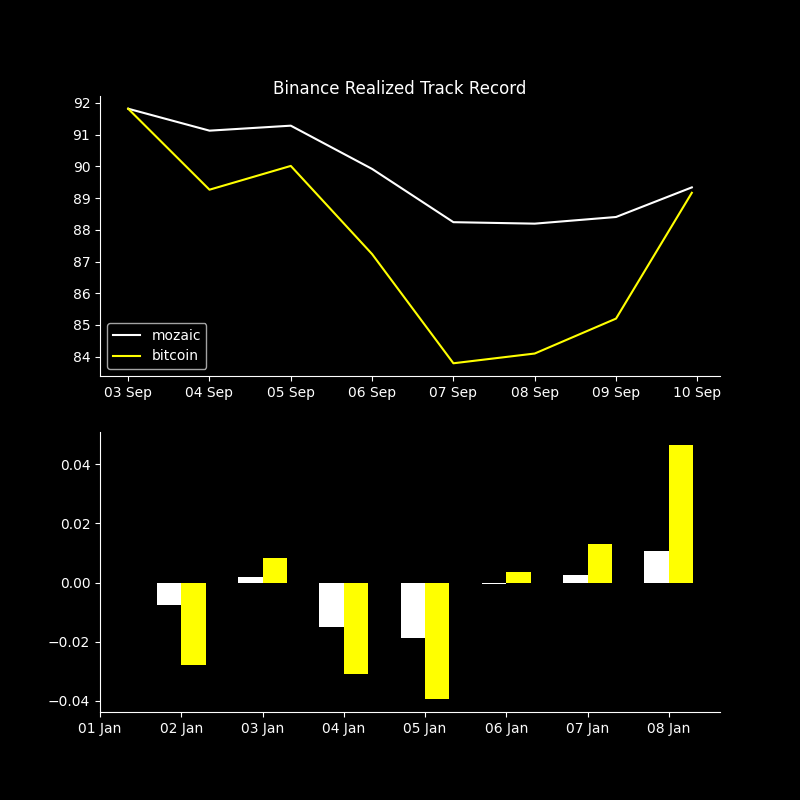 Binance Realized Track Record
92
91
90
89
88
87
86
85
84
mozaic
bitcoin
03 Sep 04 Sep 05 Sep 06 Sep 07 Sep 08 Sep 09 Sep 10 Sep
0.04
0.02
0.00
−0.02
−0.04
01 Jan 02 Jan 03 Jan 04 Jan 05 Jan 06 Jan 07 Jan 08 Jan